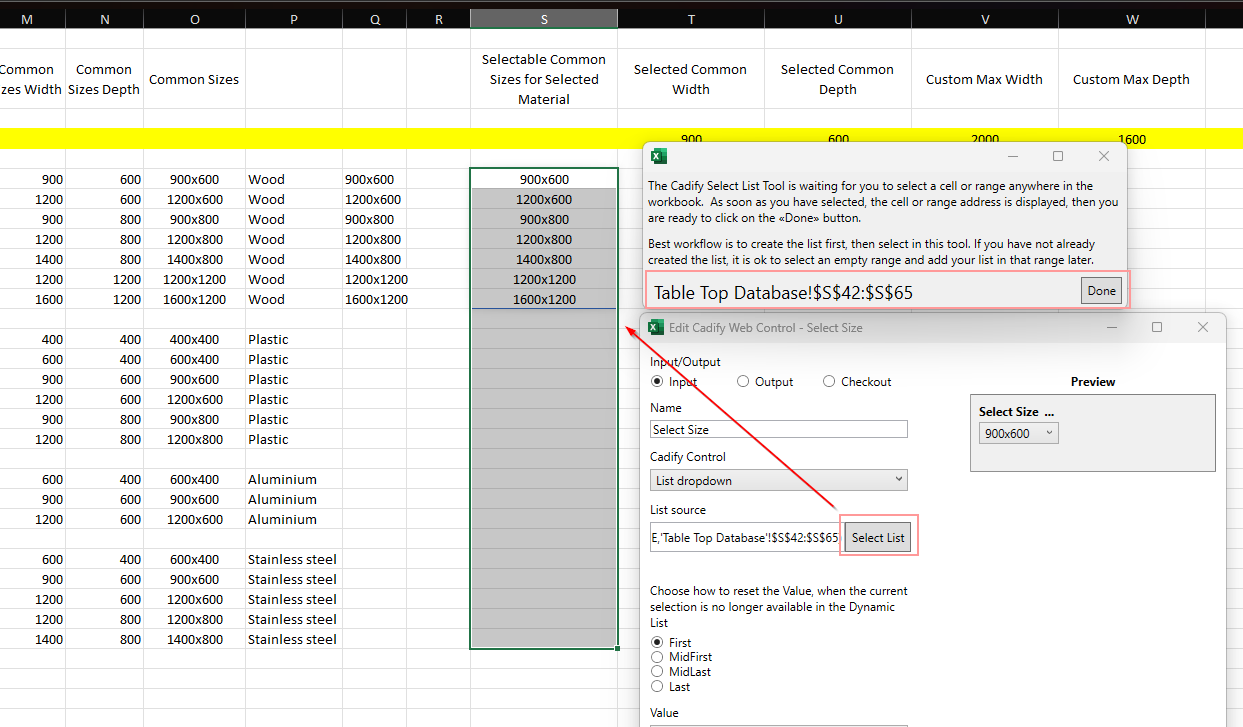 M N O P Q R S T U V W
Common Sizes Width Common Sizes Depth Common Sizes Selectable Common Sizes for Selected Material Selected Common Width Selected Common Depth Custom Max Width Custom Max Depth
900 600 2000 1600
900 600 900x600 Wood 900x600 900x600
1200 600 1200x600 Wood 1200x600 1200x600
900 800 900x800 Wood 900x800 900x800
1200 800 1200x800 Wood 1200x800 1200x800
1400 800 1400x800 Wood 1400x800 1400x800
1200 1200 1200x1200 Wood 1200x1200 1200x1200
1600 1200 1600x1200 Wood 1600x1200 1600x1200
400 400 400x400 Plastic
600 400 600x400 Plastic
900 600 900x600 Plastic
1200 600 1200x600 Plastic
900 800 900x800 Plastic
1200 800 1200x800 Plastic
600 400 600x400 Aluminium
900 600 900x600 Aluminium
1200 600 1200x600 Aluminium
600 400 600x400 Stainless steel
900 600 900x600 Stainless steel
1200 600 1200x600 Stainless steel
1200 800 1200x800 Stainless steel
1400 800 1400x800 Stainless steel
The Cadify Select List Tool is waiting for you to select a cell or range anywhere in the
workbook. As soon as you have selected, the cell or range address is displayed, then you
are ready to click on the «Done» button.
Best workflow is to create the list first, then select in this tool. If you have not already
created the list, it is ok to select an empty range and add your list in that range later.
Table Top Database!$S$42:$S$65 Done
Edit Cadify Web Control - Select Size
Input/Output
Input Output Checkout
Name
Select Size
Cadify Control
List dropdown
List source
E,'Table Top Database'!$S$42:$S$65 Select List
Choose how to reset the Value, when the current
selection is no longer available in the Dynamic
List
First
MidFirst
MidLast
Last
Value
Preview
Select Size ...
900x600